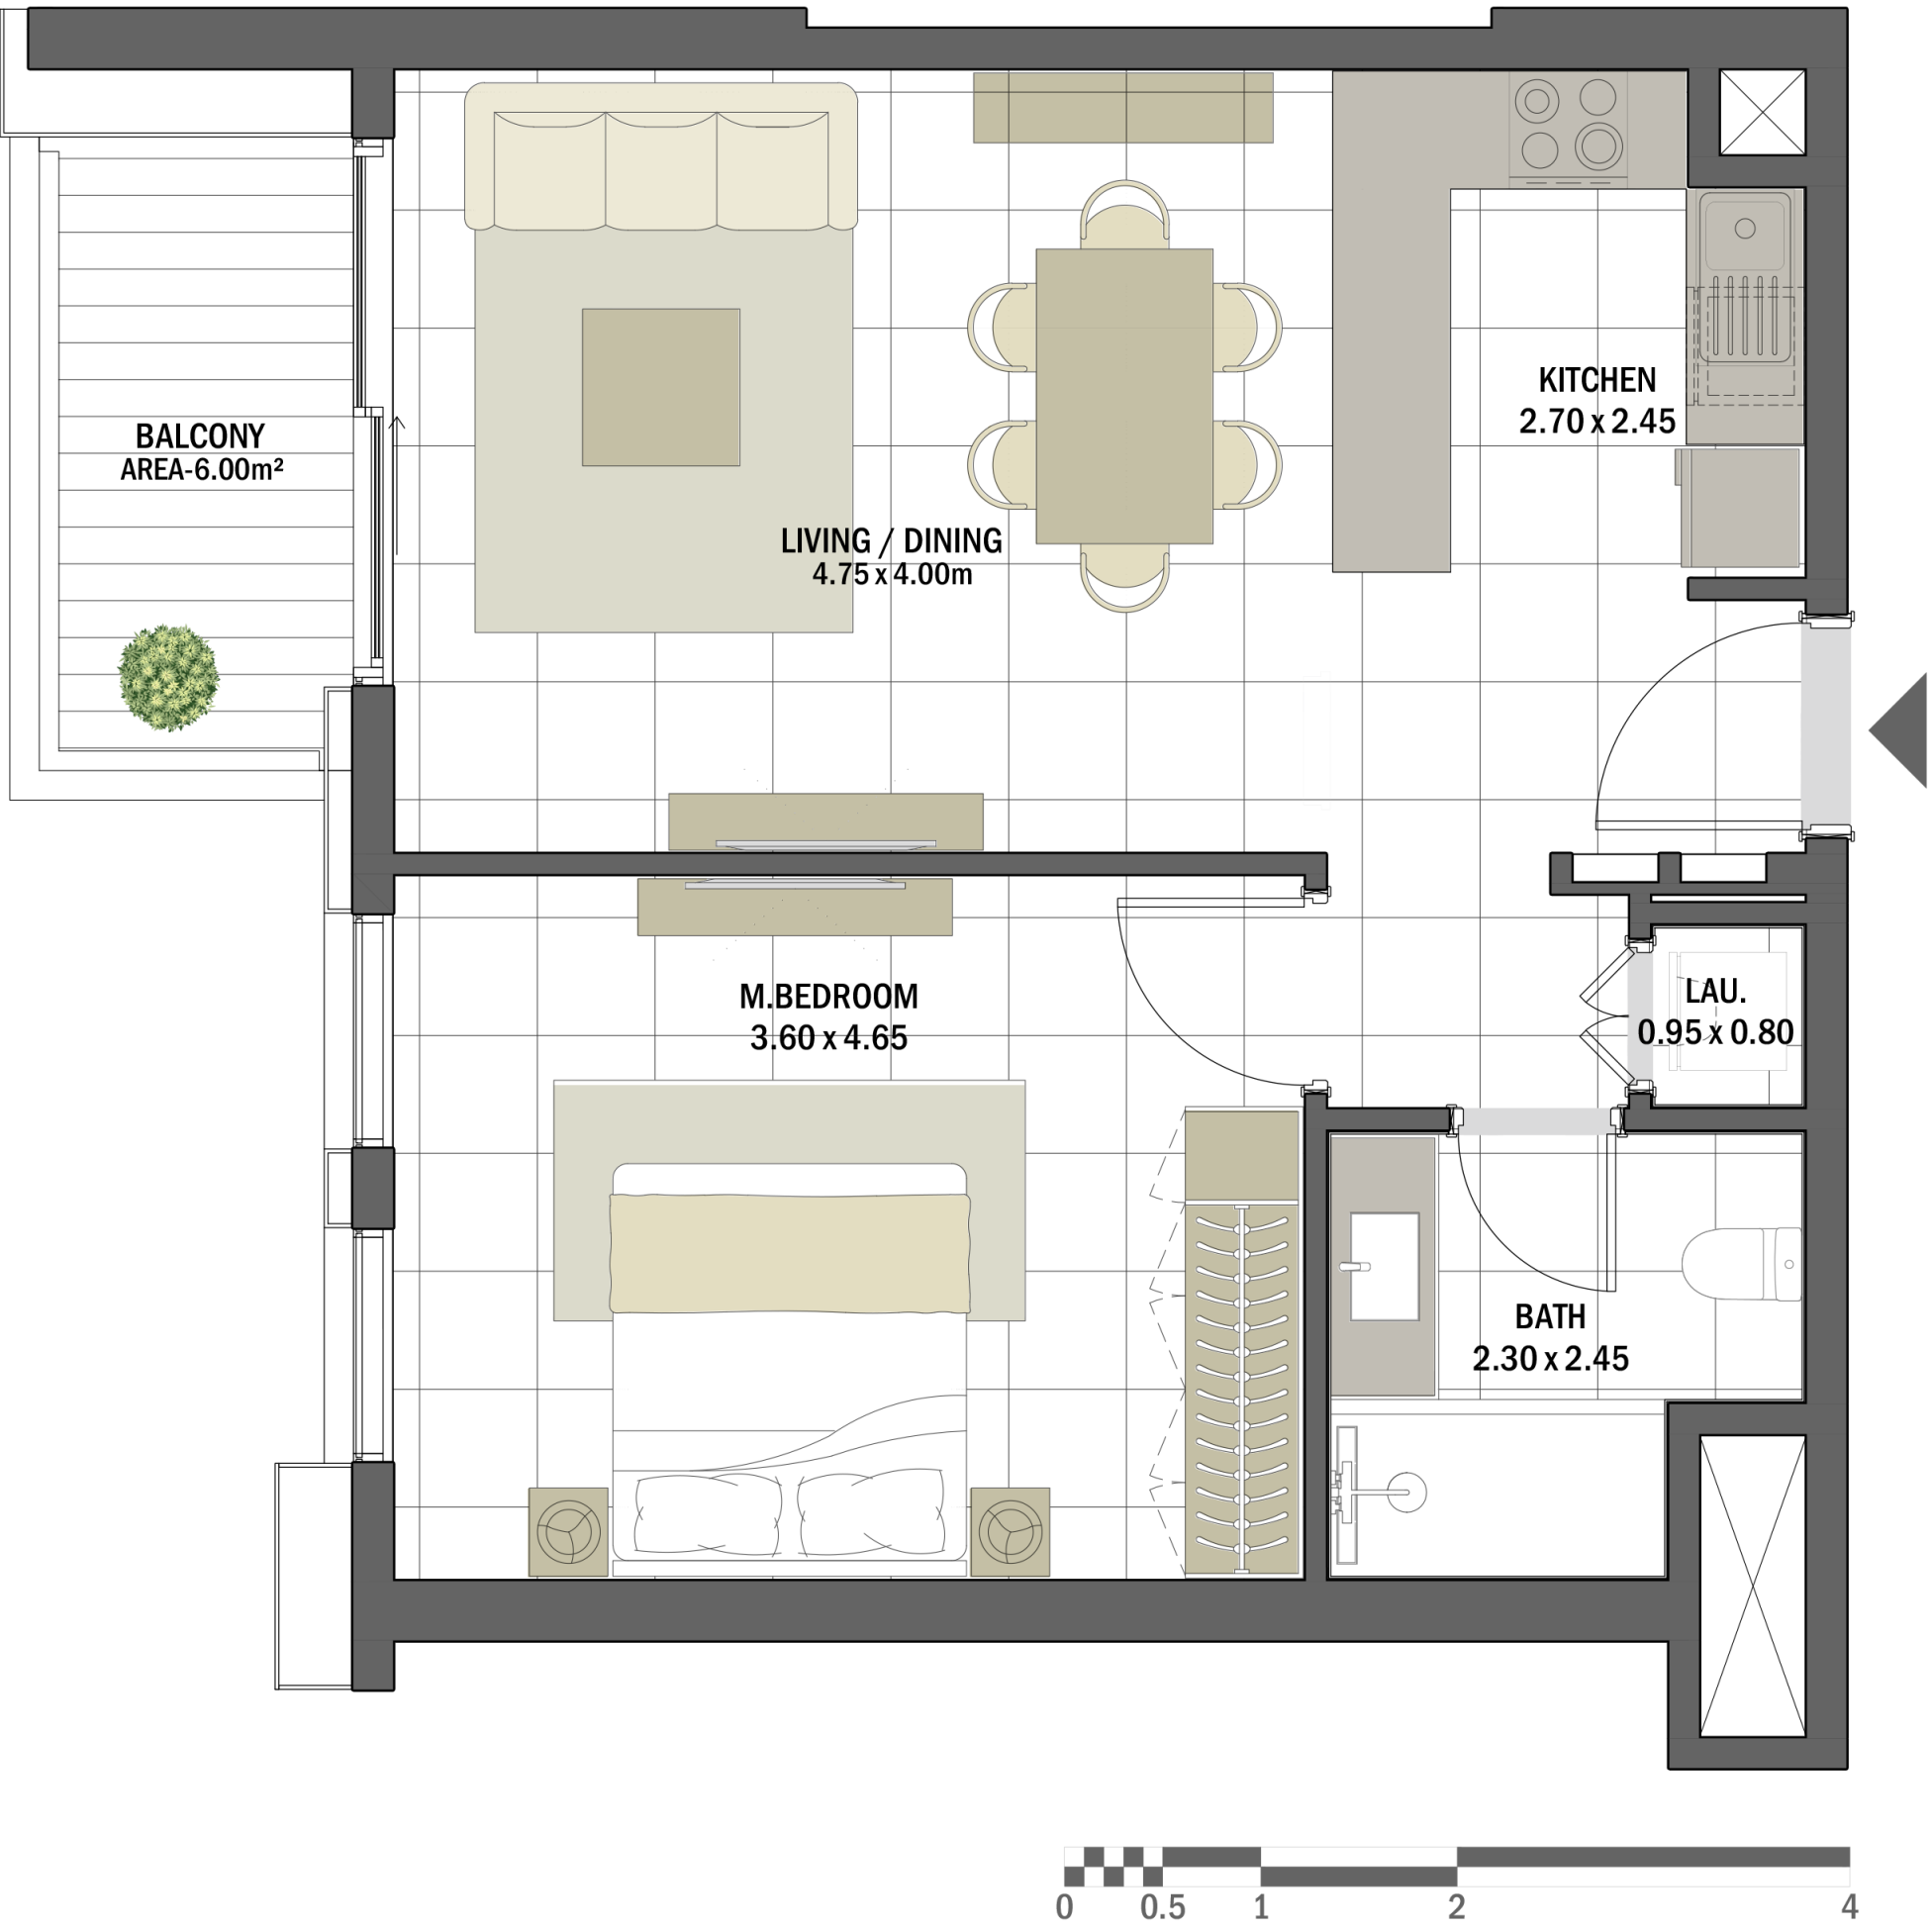 KITCHEN
2.70 x 2.45
BALCONY
AREA-6.00m²
LIVING / DINING
4.75 x 4.00m
M.BEDROOM
3.60 x 4.65
LAU.
0.95 x 0.80
BATH
2.30 x 2.45
0 0.5 1 2 4